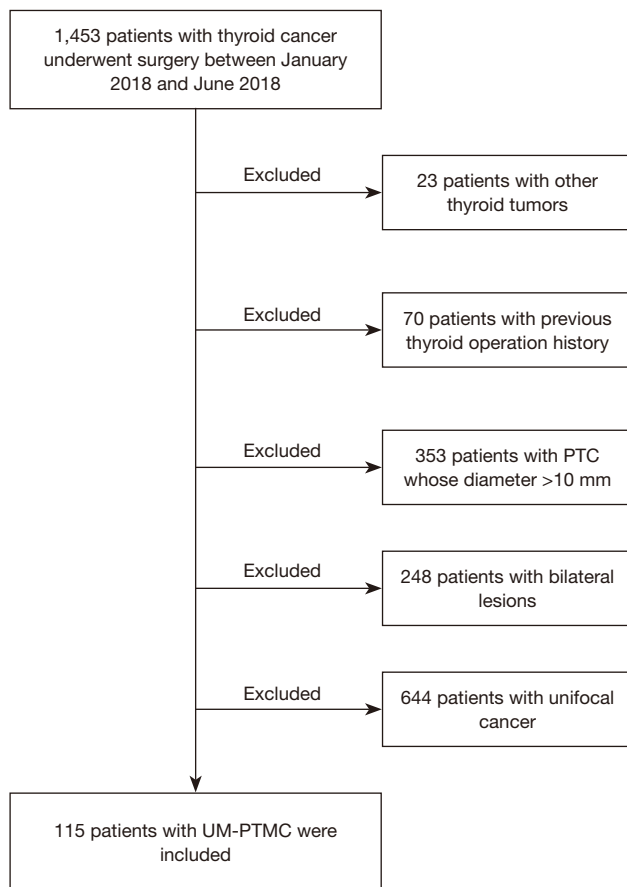 1,453 patients with thyroid cancer
underwent surgery between January
2018 and June 2018
Excluded
23 patients with other
thyroid tumors
Excluded
70 patients with previous
thyroid operation history
Excluded
353 patients with PTC
whose diameter >10 mm
Excluded
248 patients with bilateral
lesions
Excluded
644 patients with unifocal
cancer
115 patients with UM-PTMC were
included